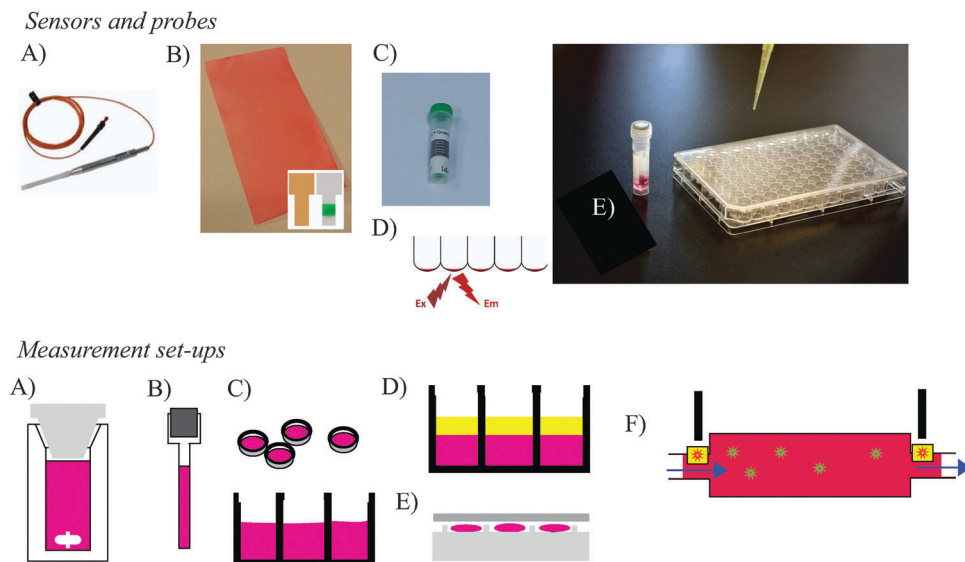 Sensors and probes
A)
B)
C)
D)
Ex
Em
E)
Measurement set-ups
A)
B)
C)
D)
E)
F)